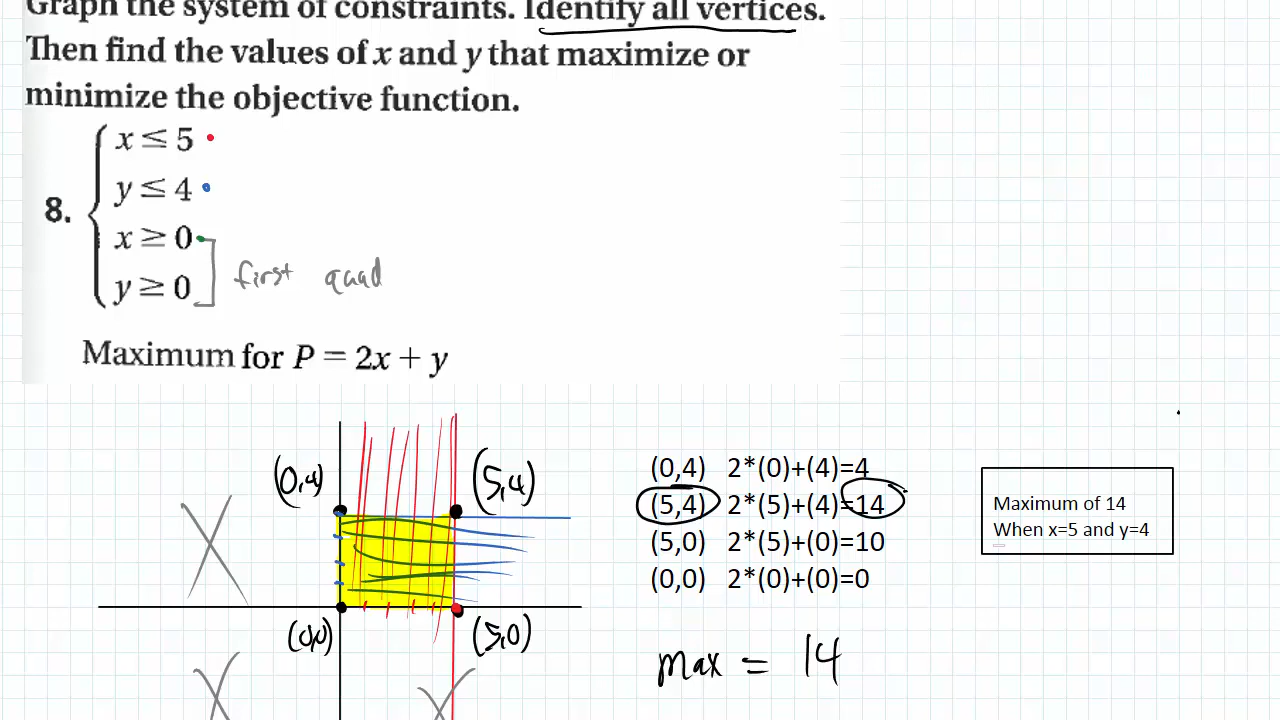 Graph the system of constraints. Identify all vertices.
Then find the values of x and y that maximize or
minimize the objective function.
x ≤ 5
y ≤ 4
8.
x ≥ 0
y ≥ 0
first quad
Maximum for P = 2x + y
(0,4)
(5,4)
(0,0)
(5,0)
(0,4) 2*(0)+(4)=4
(5,4) 2*(5)+(4)=14
(5,0) 2*(5)+(0)=10
(0,0) 2*(0)+(0)=0
max = 14
Maximum of 14
When x=5 and y=4